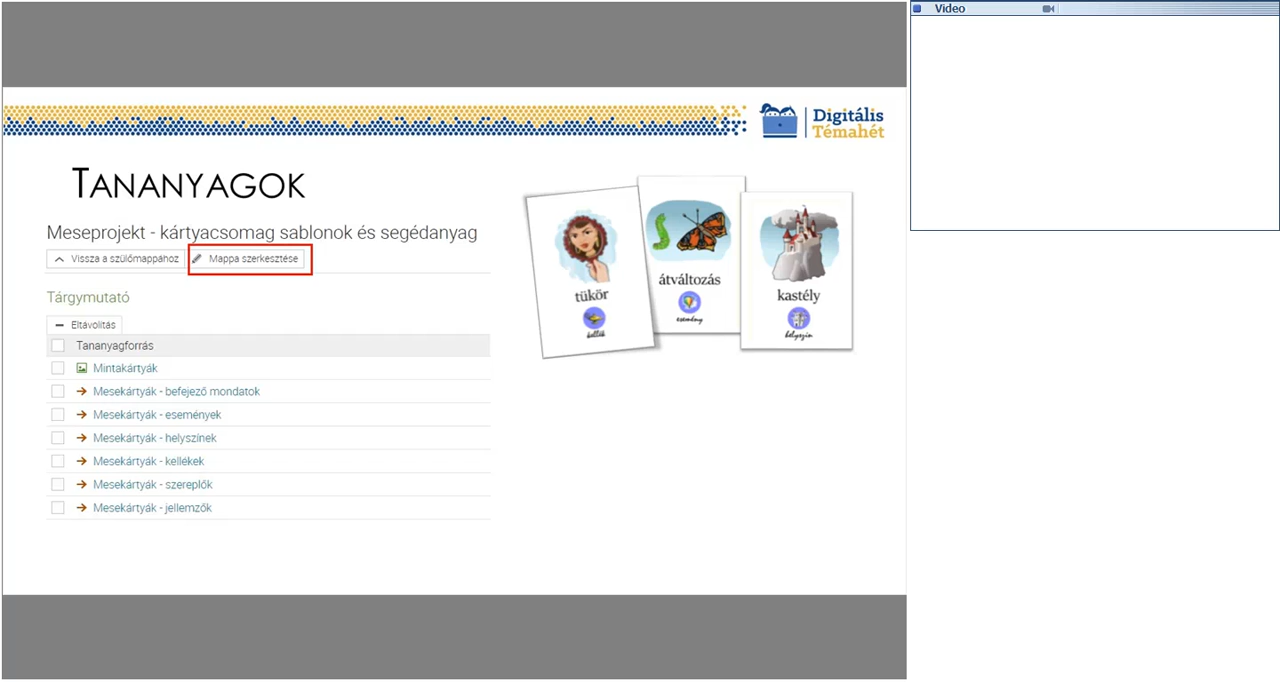 Video
Digitális
Témahét
TANANYAGOK
Meseprojekt - kártyacsomag sablonok és segédanyag
Vissza a szülőmappához
Mappa szerkesztése
Tárgymutató
Eltávolítás
Tananyagforrás
Mintakártyák
Mesekártyák - befejező mondatok
Mesekártyák - események
Mesekártyák - helyszínek
Mesekártyák - kellékek
Mesekártyák - szereplők
Mesekártyák - jellemzők
tükör
kellék
átváltozás
esemény
kastély
helyszín